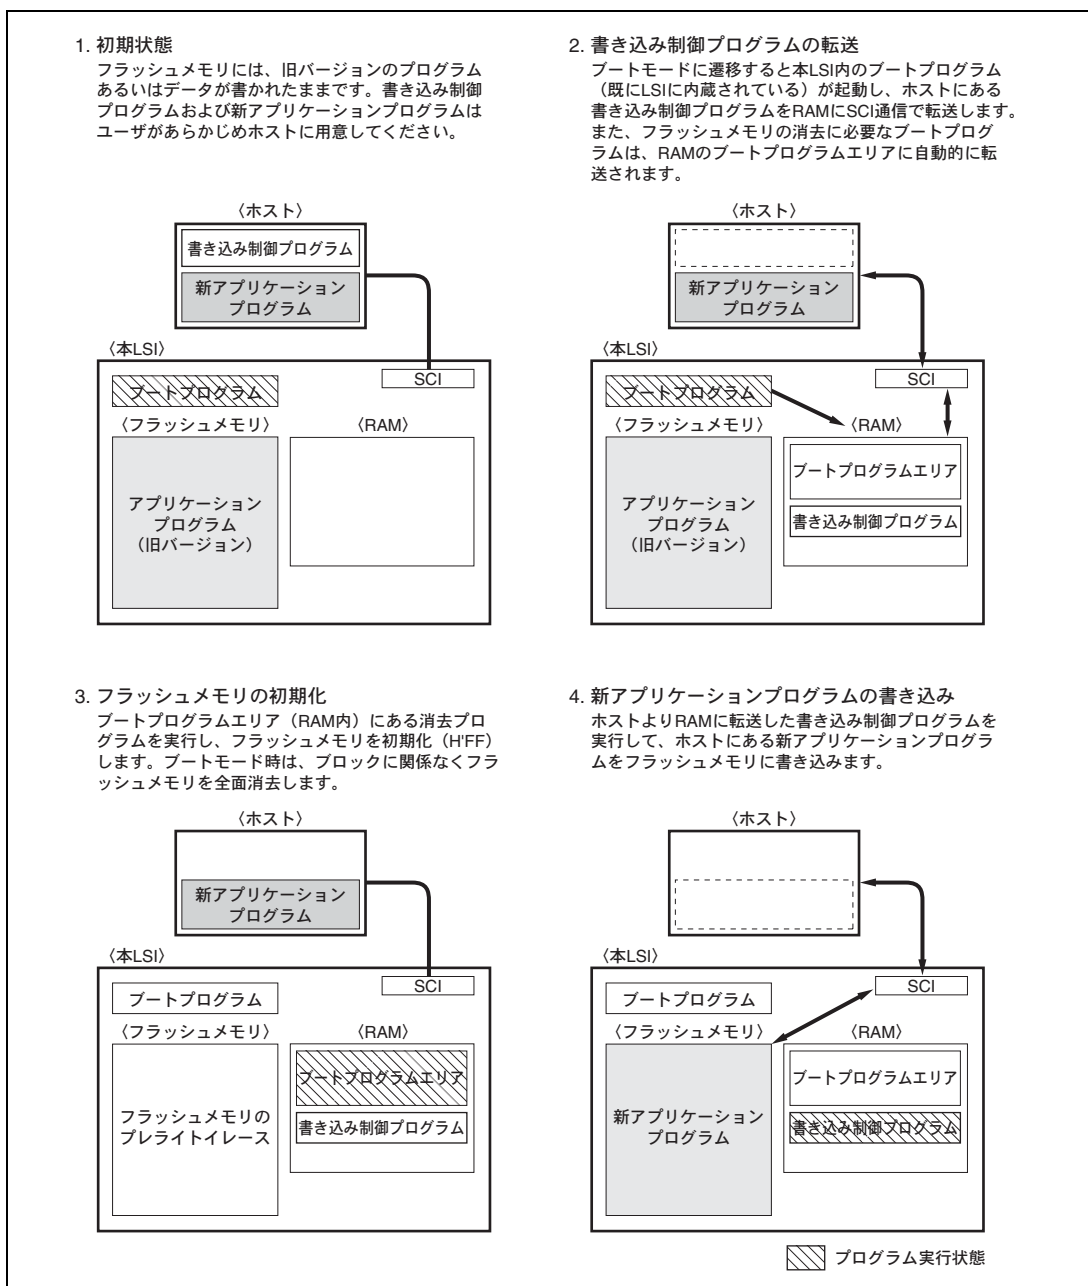 1. 初期状態
フラッシュメモリには、旧バージョンのプログラム
あるいはデータが書かれたままです。書き込み制御
プログラムおよび新アプリケーションプログラムは
ユーザがあらかじめホストに用意してください。
〈ホスト〉
書き込み制御プログラム
新アプリケーション
プログラム
〈本LSI〉
SCI
ブートプログラム
〈フラッシュメモリ〉
〈RAM〉
アプリケーション
プログラム
（旧バージョン）
2. 書き込み制御プログラムの転送
ブートモードに遷移すると本LSI内のブートプログラム
（既にLSIに内蔵されている）が起動し、ホストにある
書き込み制御プログラムをRAMにSCI通信で転送します。
また、フラッシュメモリの消去に必要なブートプログ
ラムは、RAMのブートプログラムエリアに自動的に転
送されます。
〈ホスト〉
新アプリケーション
プログラム
〈本LSI〉
SCI
ブートプログラム
〈フラッシュメモリ〉
〈RAM〉
アプリケーション
プログラム
（旧バージョン）
ブートプログラムエリア
書き込み制御プログラム
3. フラッシュメモリの初期化
ブートプログラムエリア（RAM内）にある消去プロ
グラムを実行し、フラッシュメモリを初期化（H'FF）
します。ブートモード時は、ブロックに関係なくフラ
ッシュメモリを全面消去します。
〈ホスト〉
新アプリケーション
プログラム
〈本LSI〉
SCI
ブートプログラム
〈フラッシュメモリ〉
〈RAM〉
フラッシュメモリの
プレライトイレース
ブートプログラムエリア
書き込み制御プログラム
4. 新アプリケーションプログラムの書き込み
ホストよりRAMに転送した書き込み制御プログラムを
実行して、ホストにある新アプリケーションプログラ
ムをフラッシュメモリに書き込みます。
〈ホスト〉
〈本LSI〉
SCI
ブートプログラム
〈フラッシュメモリ〉
〈RAM〉
新アプリケーション
プログラム
ブートプログラムエリア
書き込み制御プログラム
プログラム実行状態